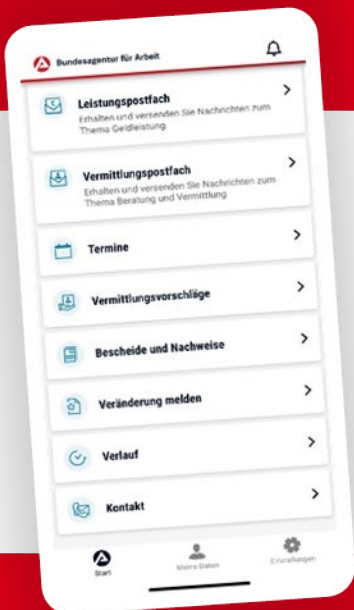 Bundesagentur für Arbeit
Leistungspostfach
Erhalten und versenden Sie Nachrichten zum
Thema Geldleistung
Vermittlungspostfach
Erhalten und versenden Sie Nachrichten zum
Thema Beratung und Vermittlung
Termine
Vermittlungsvorschläge
Bescheide und Nachweise
Veränderung melden
Verlauf
Kontakt
Start
Meine Daten
Einstellungen